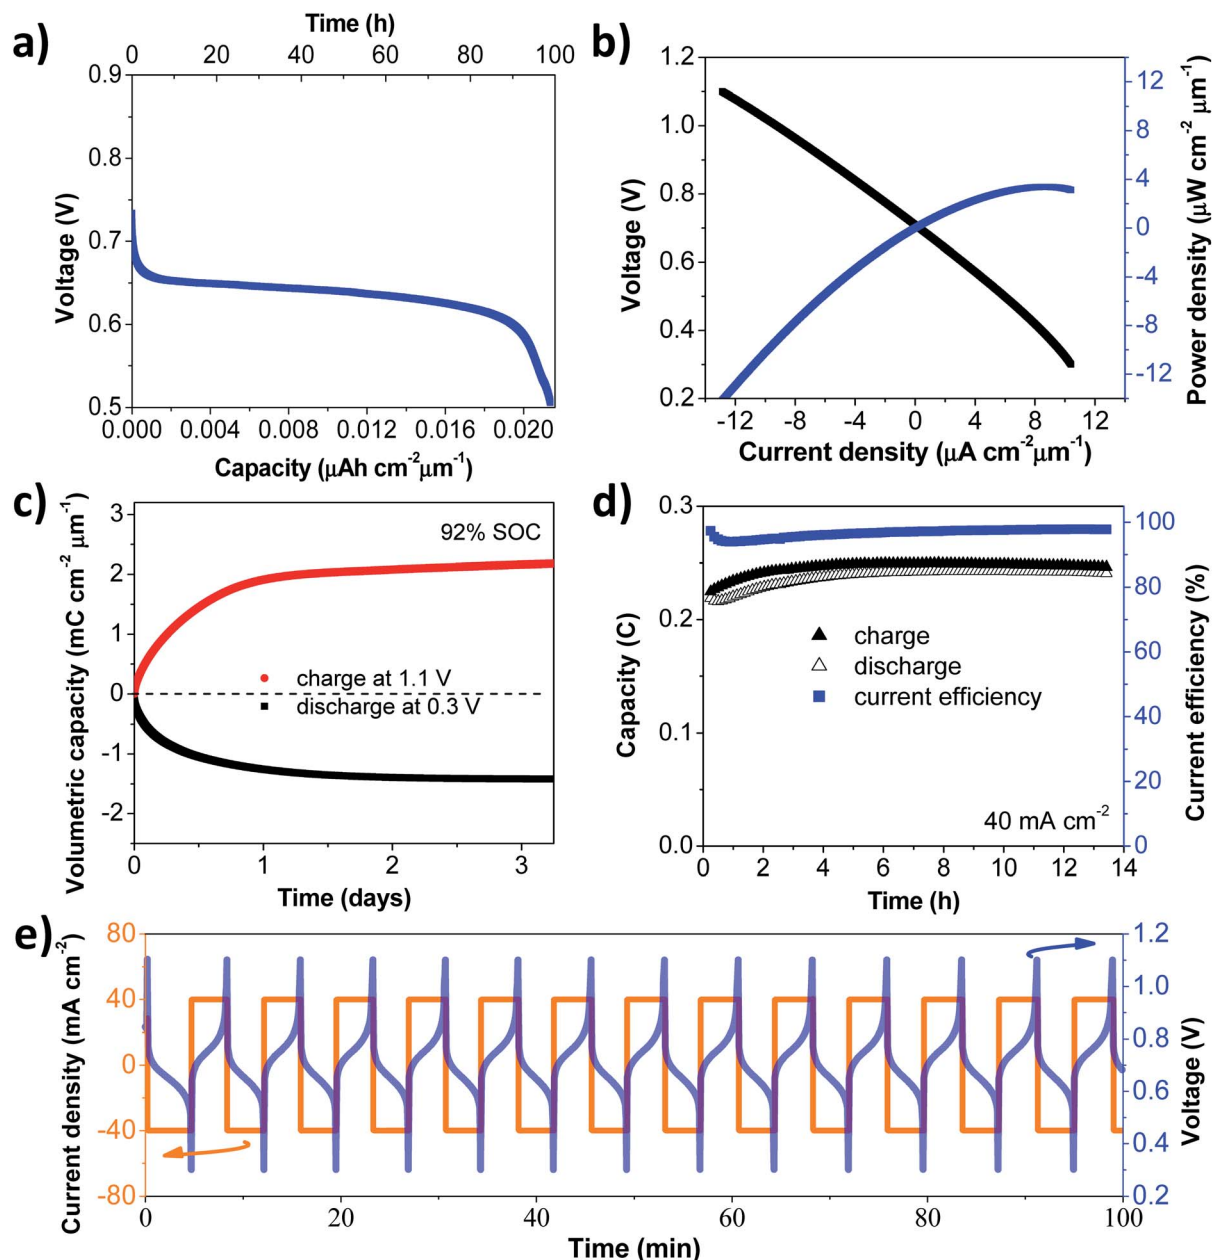 a)
Time (h)
0 20 40 60 80 100
0.9
0.8
0.7
0.6
0.5
Voltage (V)
0.000 0.004 0.008 0.012 0.016 0.020
Capacity (μAh cm-2μm-1)
b)
1.2
1.0
0.8
0.6
0.4
0.2
Voltage (V)
12
8
4
0
-4
-8
-12
Power density (μW cm-2 μm-1)
-12 -8 -4 0 4 8 12
Current density (μA cm-2μm-1)
c)
3
2
1
0
-1
-2
Volumetric capacity (mC cm-2 μm-1)
92% SOC
charge at 1.1 V
discharge at 0.3 V
0 1 2 3
Time (days)
d)
0.3
0.2
0.1
0.0
Capacity (C)
charge
discharge
current efficiency
40 mA cm-2
100
80
60
40
20
0
Current efficiency (%)
0 2 4 6 8 10 12 14
Time (h)
e)
80
40
0
-40
-80
Current density (mA cm-2)
1.2
1.0
0.8
0.6
0.4
0.2
Voltage (V)
0 20 40 60 80 100
Time (min)